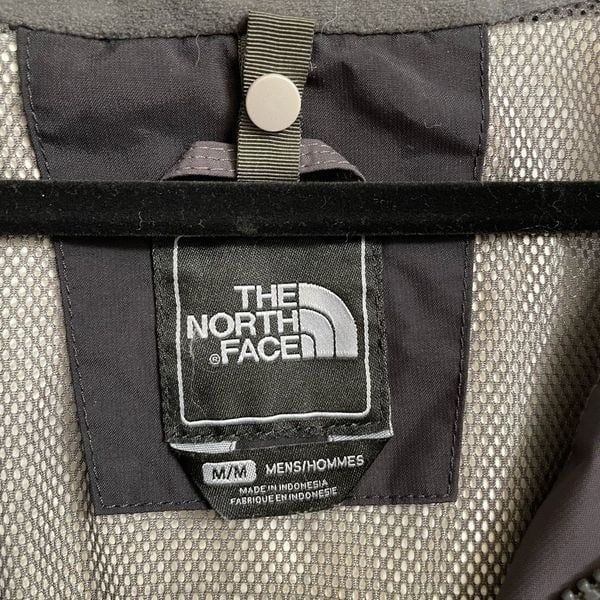 THE
NORTH
® FACE
M/M MENS/HOMMES
MADE IN INDONESIA
FABRIQUE EN INDONESIE